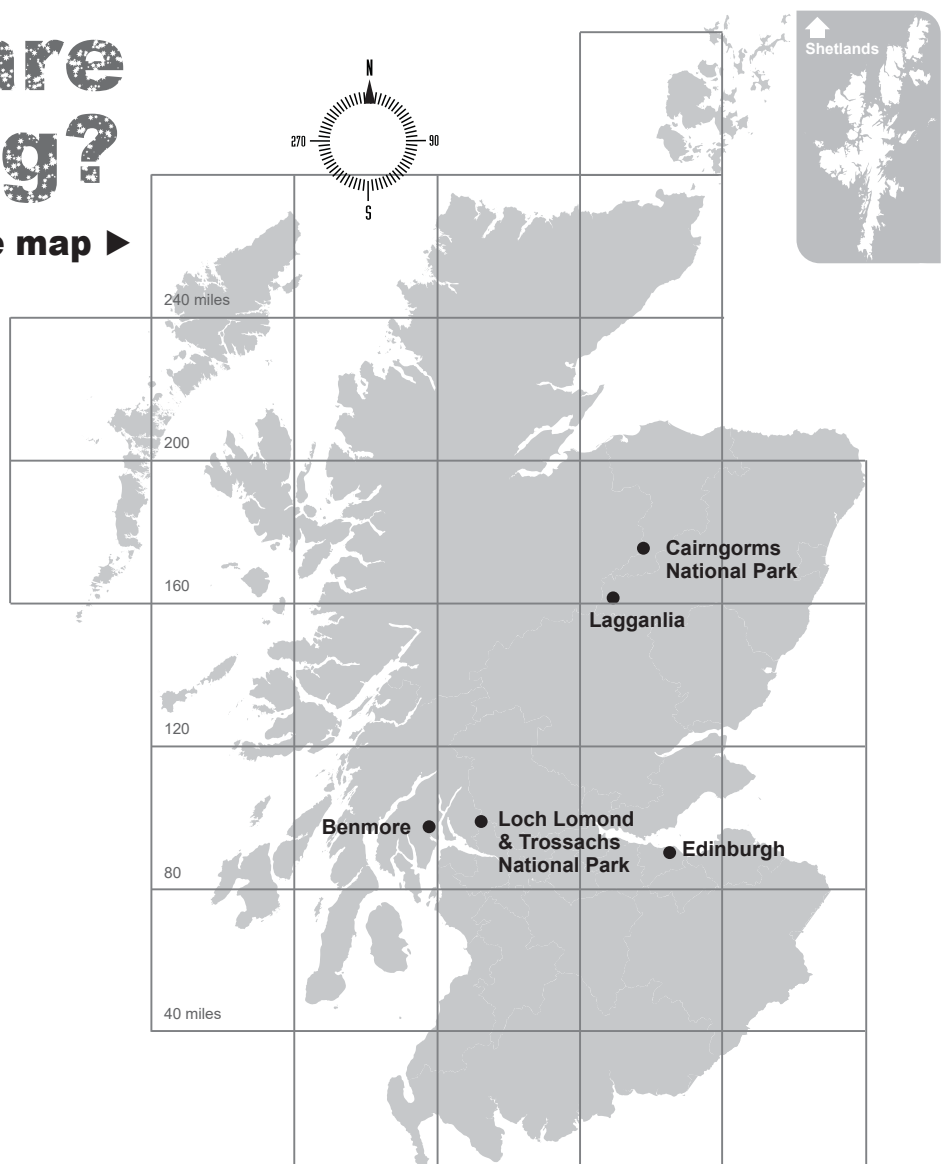 g?
map ▶
N
270
90
S
Shetlands
240 miles
200
160
120
80
40 miles
Cairngorms
National Park
Lagganlia
Benmore
Loch Lomond
& Trossachs
National Park
Edinburgh